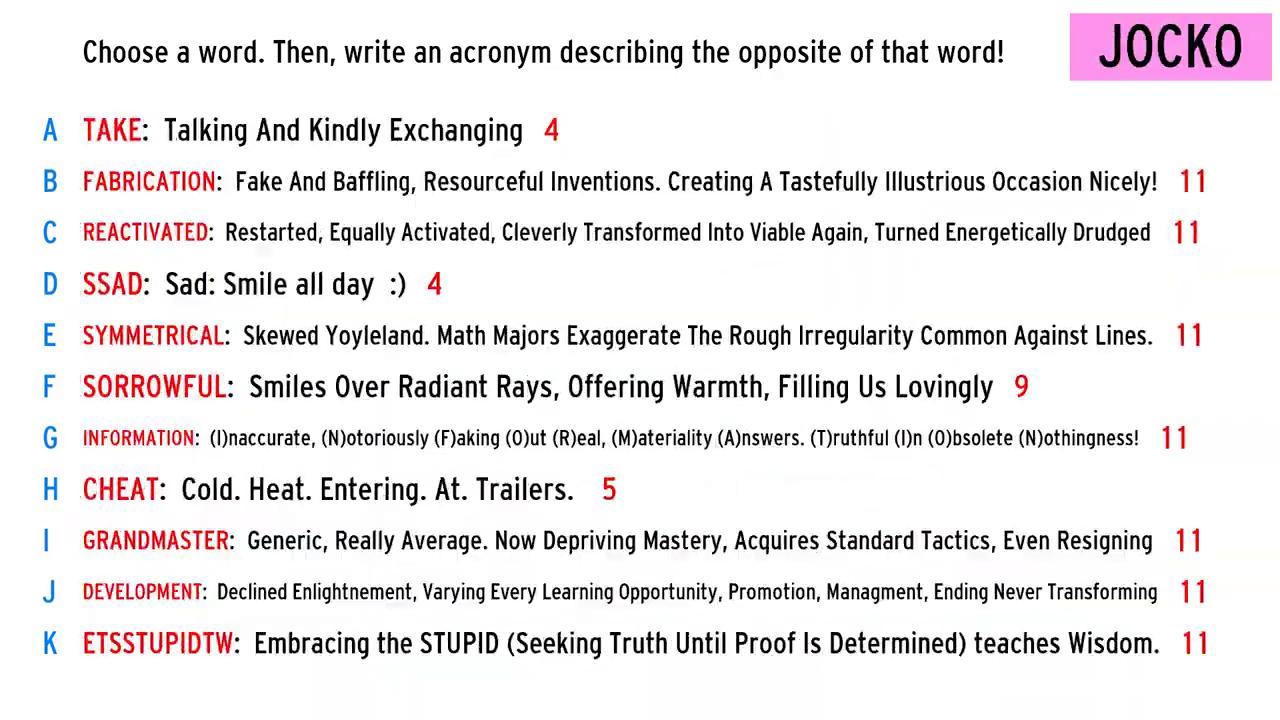 Choose a word. Then, write an acronym describing the opposite of that word!
JOCKO
A TAKE: Talking And Kindly Exchanging 4
B FABRICATION: Fake And Baffling, Resourceful Inventions. Creating A Tastefully Illustrious Occasion Nicely! 11
C REACTIVATED: Restarted, Equally Activated, Cleverly Transformed Into Viable Again, Turned Energetically Drudged 11
D SSAD: Sad: Smile all day :) 4
E SYMMETRICAL: Skewed Yoyleland. Math Majors Exaggerate The Rough Irregularity Common Against Lines. 11
F SORROWFUL: Smiles Over Radiant Rays, Offering Warmth, Filling Us Lovingly 9
G INFORMATION: (I)naccurate, (N)otoriously (F)aking (O)ut (R)eal, (M)ateriality (A)nswers. (T)ruthful (I)n (O)bsolete (N)othingness! 11
H CHEAT: Cold. Heat. Entering. At. Trailers. 5
I GRANDMASTER: Generic, Really Average. Now Depriving Mastery, Acquires Standard Tactics, Even Resigning 11
J DEVELOPMENT: Declined Enlightnement, Varying Every Learning Opportunity, Promotion, Managment, Ending Never Transforming 11
K ETSSTUPIDTW: Embracing the STUPID (Seeking Truth Until Proof Is Determined) teaches Wisdom. 11